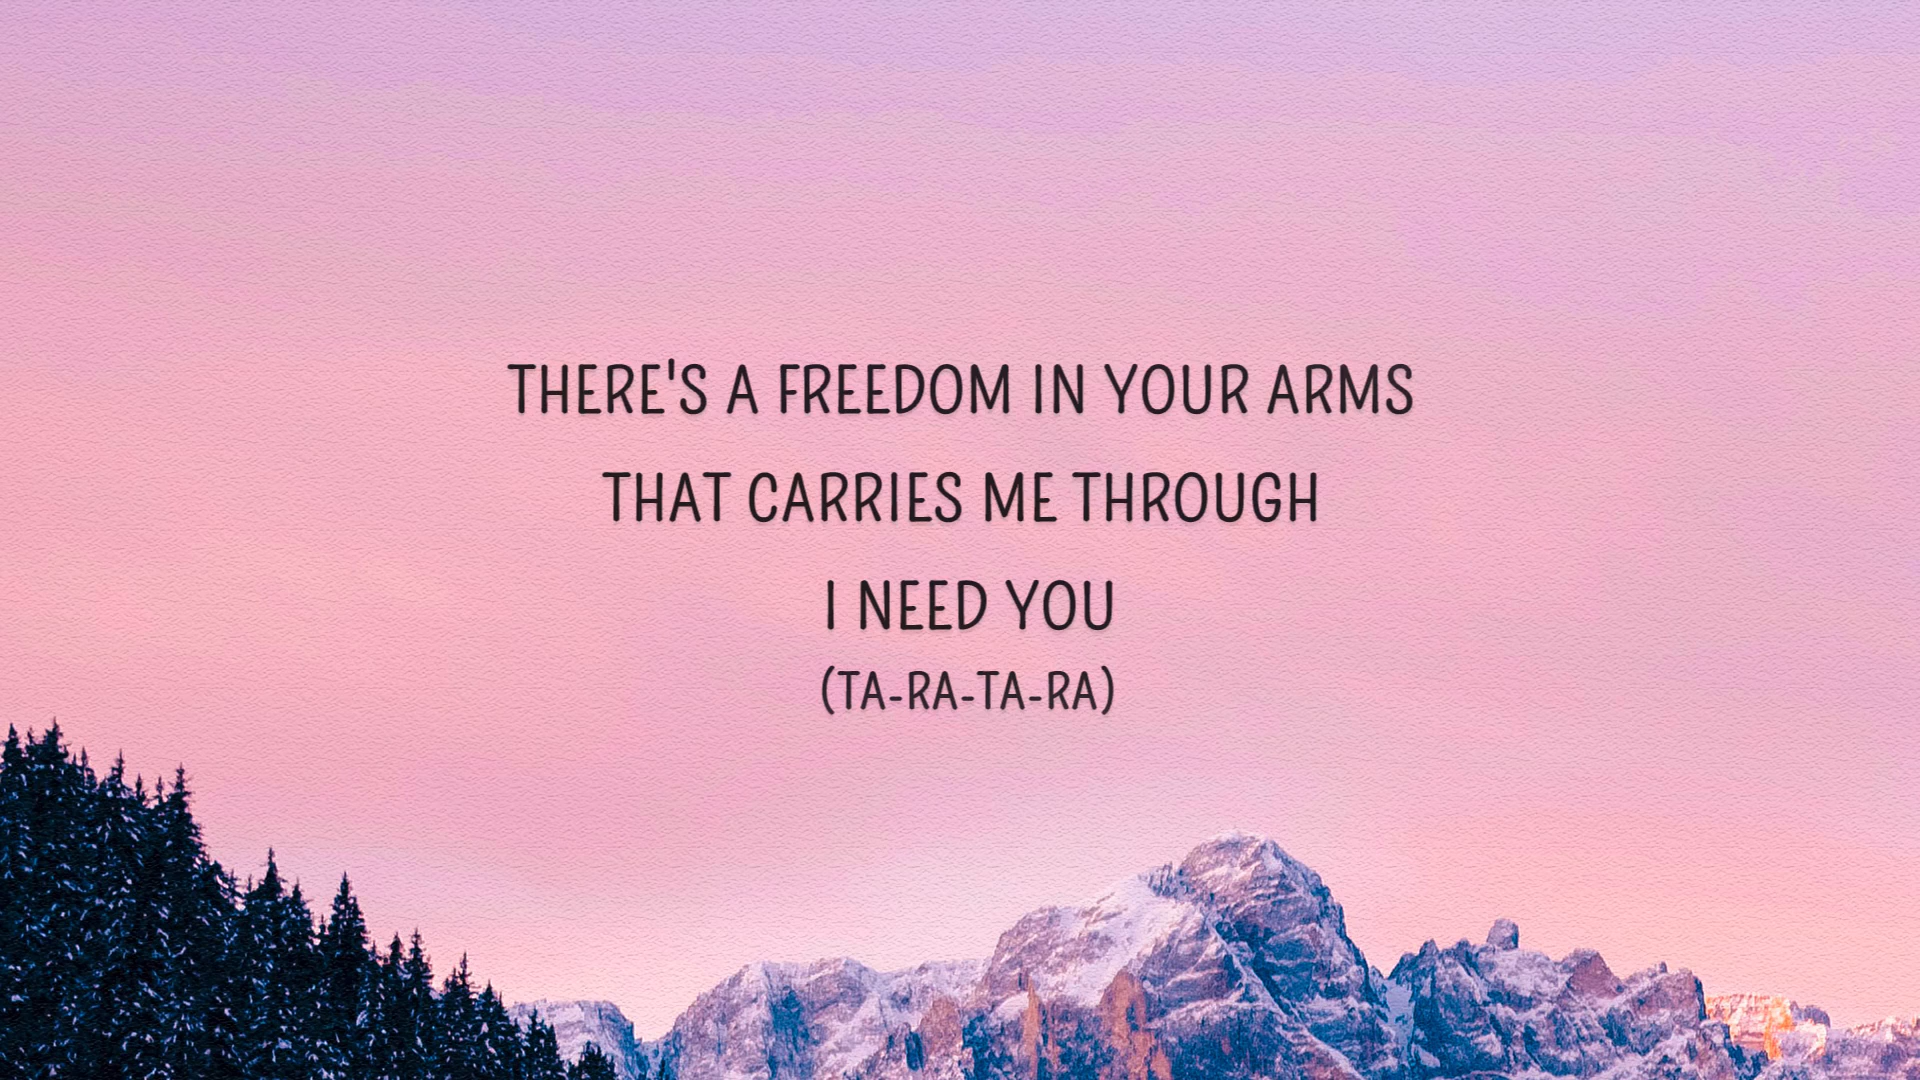 THERE'S A FREEDOM IN YOUR ARMS
THAT CARRIES ME THROUGH
I NEED YOU
(TA-RA-TA-RA)